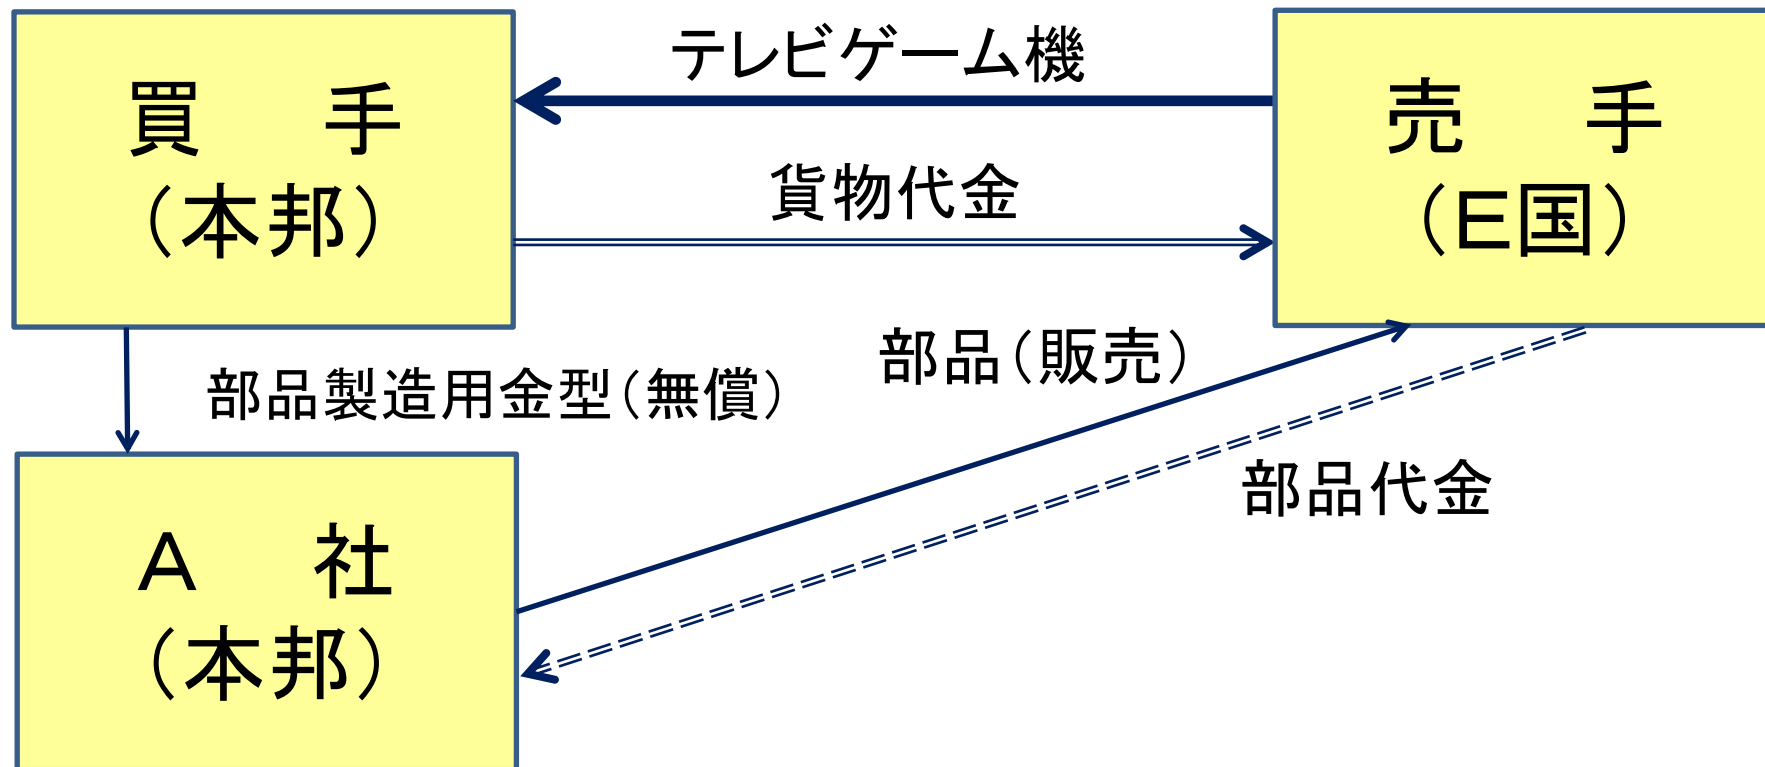 買 手
（本邦）
テレビゲーム機
貨物代金
売 手
（E国）
部品製造用金型（無償）
部品（販売）
部品代金
A 社
（本邦）